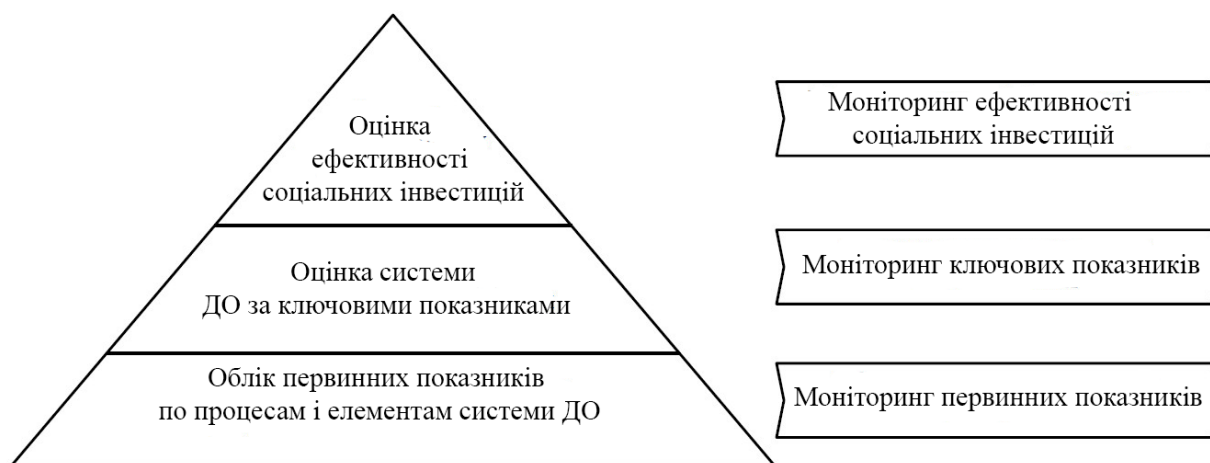 Оцінка
ефективності
соціальних інвестицій
Моніторинг ефективності
соціальних інвестицій
Оцінка системи
ДО за ключовими показниками
Моніторинг ключових показників
Облік первинних показників
по процесам і елементам системи ДО
Моніторинг первинних показників